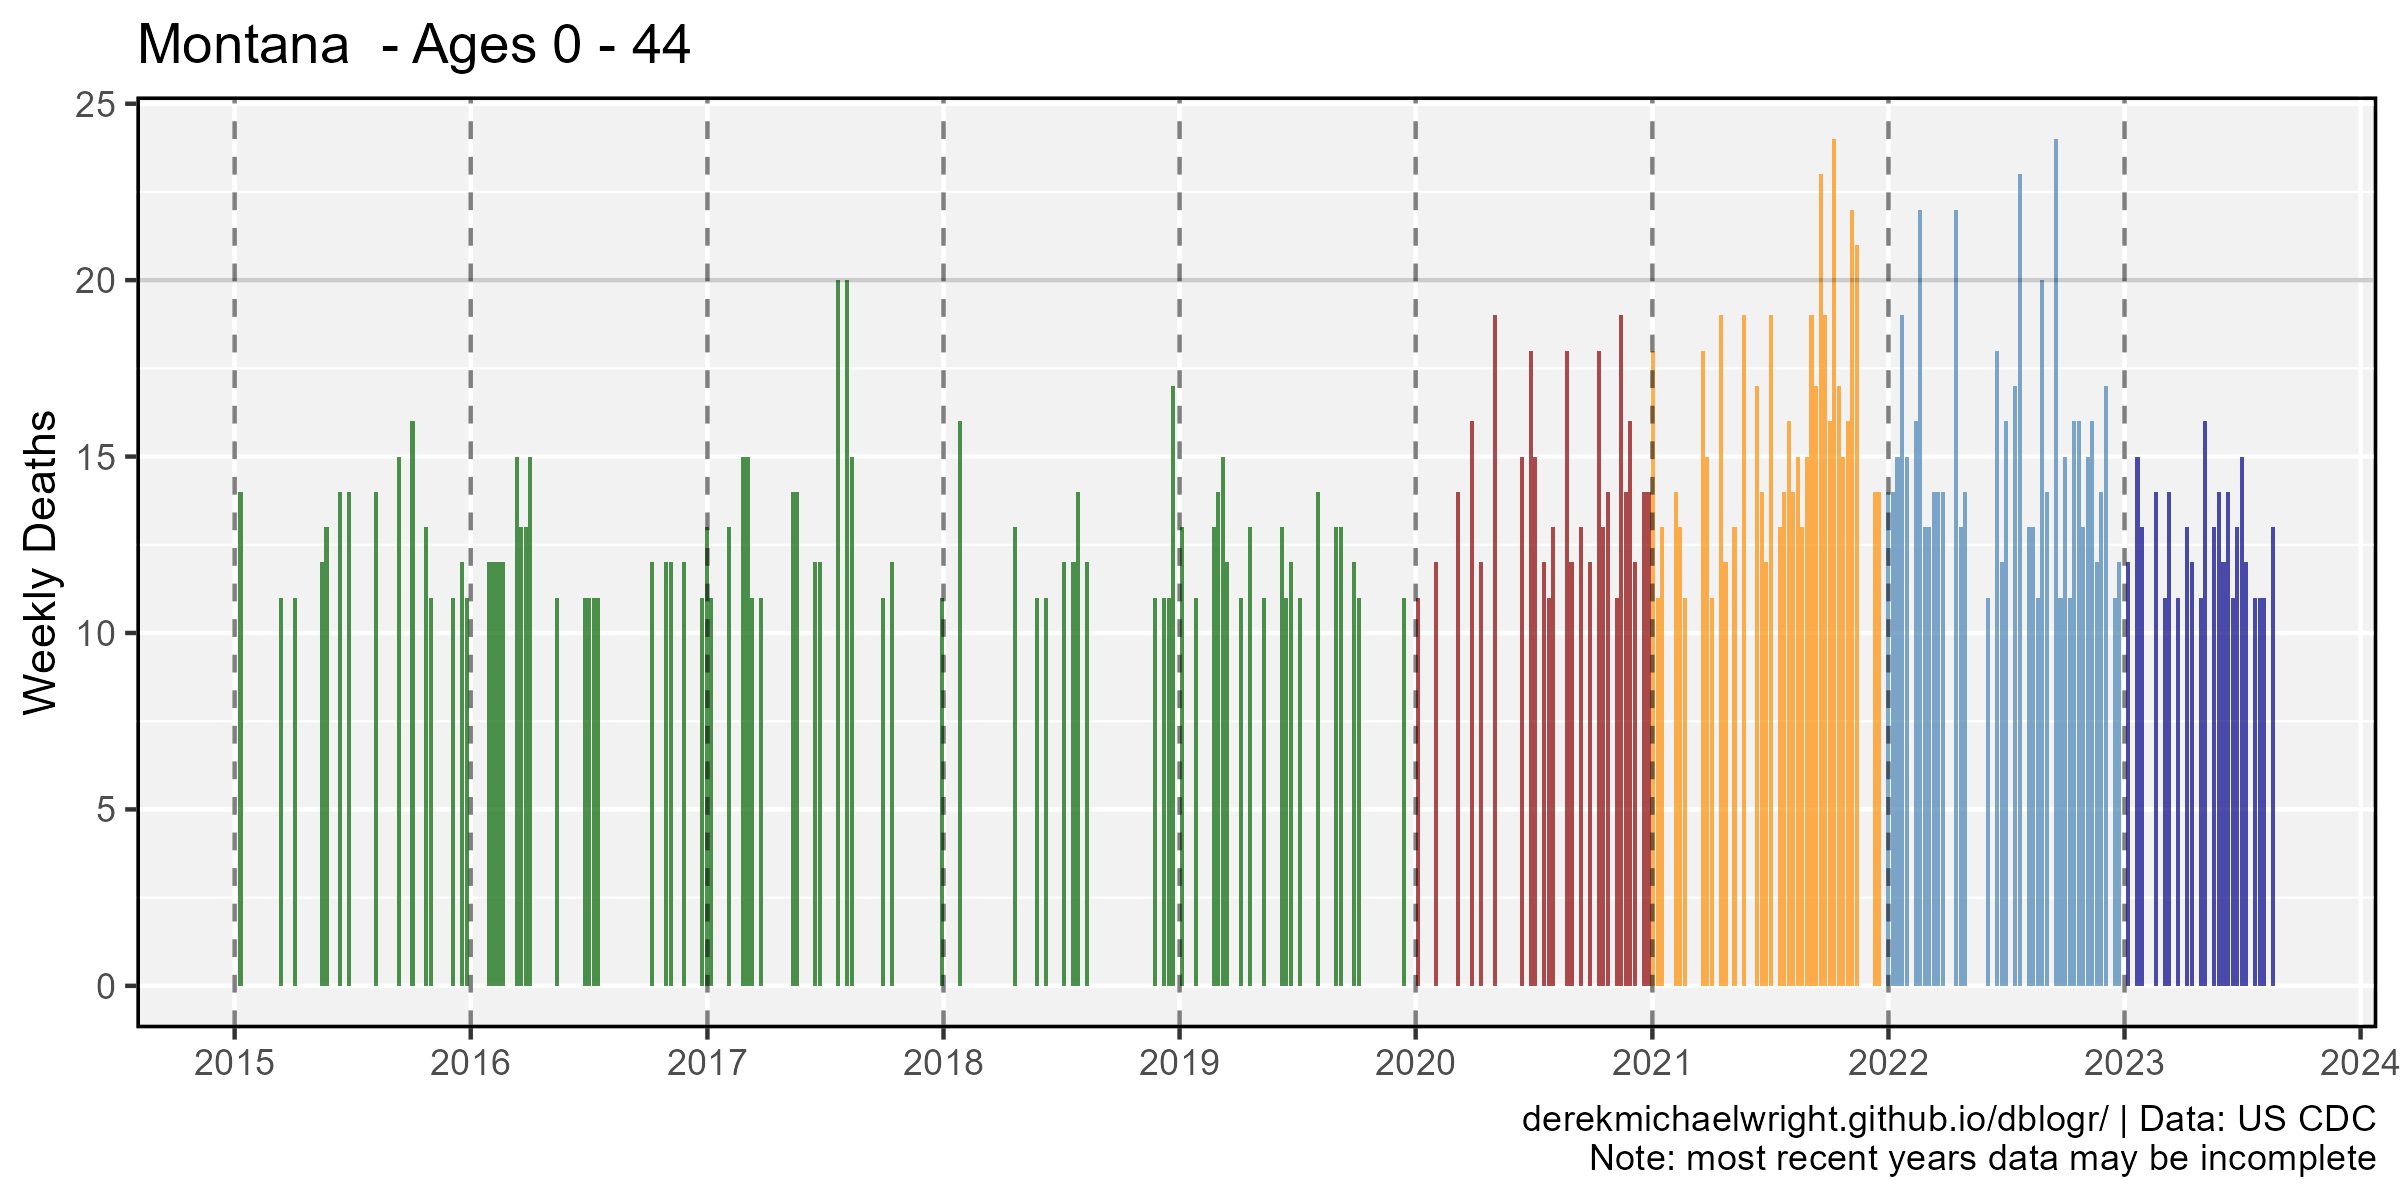 Montana  - Ages 0 - 44
25
20
15
10
5
0
Weekly Deaths
2015 2016 2017 2018 2019 2020 2021 2022 2023 2024
derekmichaelwright.github.io/dblogr/ | Data: US CDC
Note: most recent years data may be incomplete